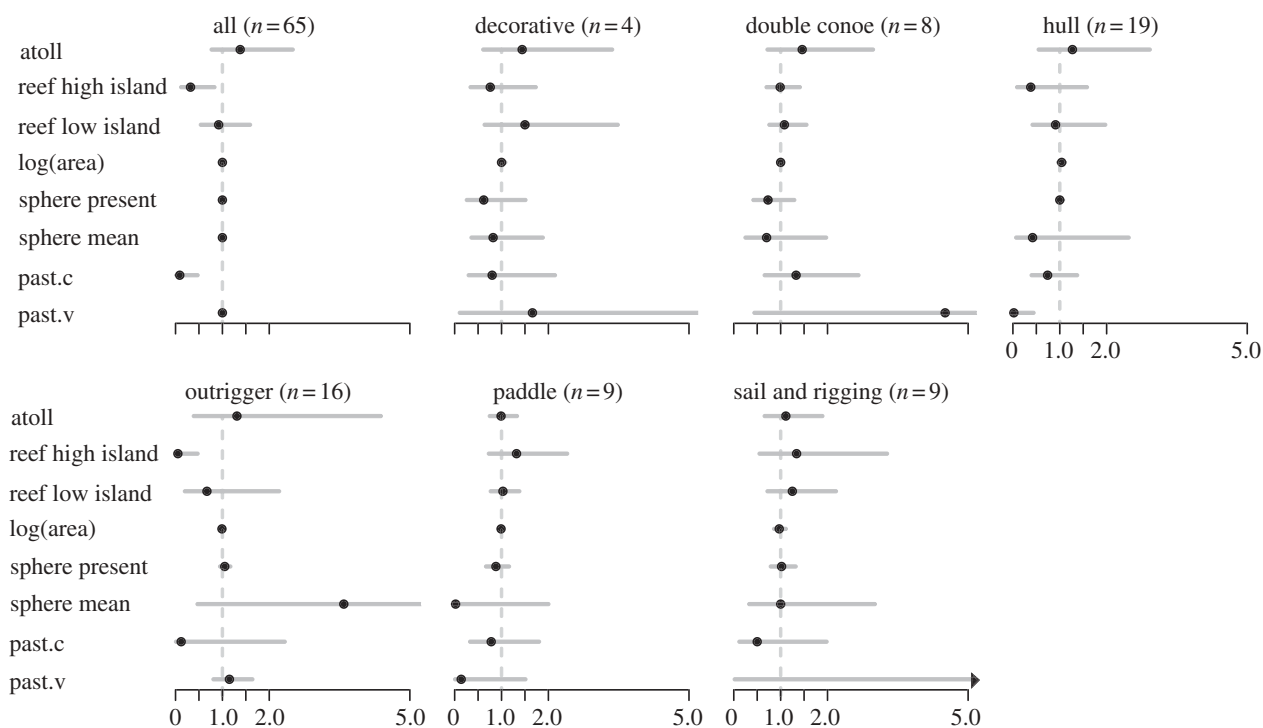 all (n=65) decorative (n=4) double conoe (n=8) hull (n=19)
atoll
reef high island
reef low island
log(area)
sphere present
sphere mean
past.c
past.v
0 1.0 2.0 5.0
outrigger (n=16) paddle (n=9) sail and rigging (n=9)
atoll
reef high island
reef low island
log(area)
sphere present
sphere mean
past.c
past.v
0 1.0 2.0 5.0 0 1.0 2.0 5.0 0 1.0 2.0 5.0